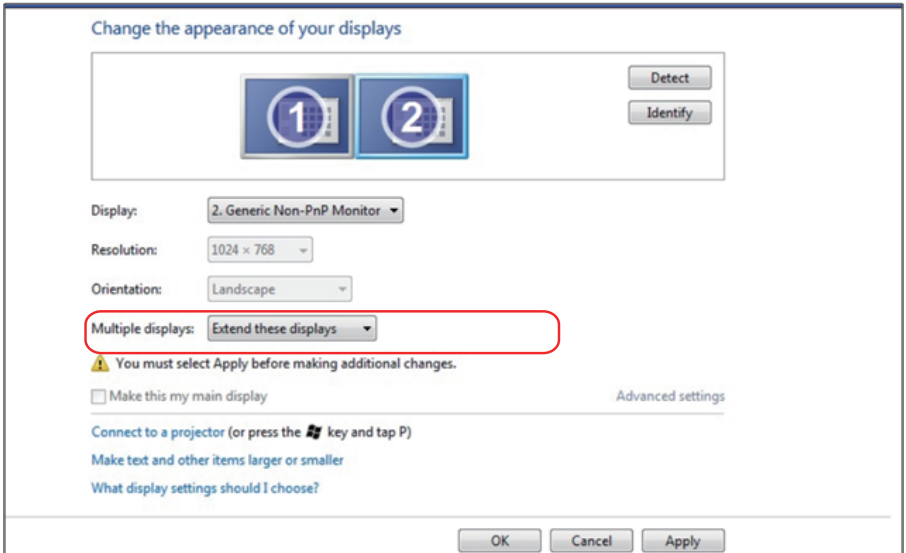 Change the appearance of your displays
1
2
Detect
Identify
Display: 2. Generic Non-PnP Monitor
Resolution: 1024 × 768
Orientation: Landscape
Multiple displays: Extend these displays
You must select Apply before making additional changes.
Make this my main display Advanced settings
Connect to a projector (or press the key and tap P)
Make text and other items larger or smaller
What display settings should I choose?
OK Cancel Apply